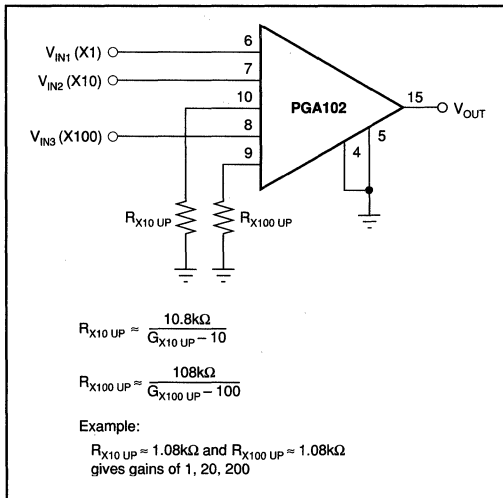 V_IN1 (X1) 6
V_IN2 (X10) 7
10 PGA102 15 V_OUT
V_IN3 (X100) 8 5
9 4
R_X10 UP R_X100 UP
R_X10 UP ≈ 10.8kΩ / G_X10 UP – 10
R_X100 UP ≈ 108kΩ / G_X100 UP – 100
Example:
R_X10 UP ≈ 1.08kΩ and R_X100 UP ≈ 1.08kΩ
gives gains of 1, 20, 200